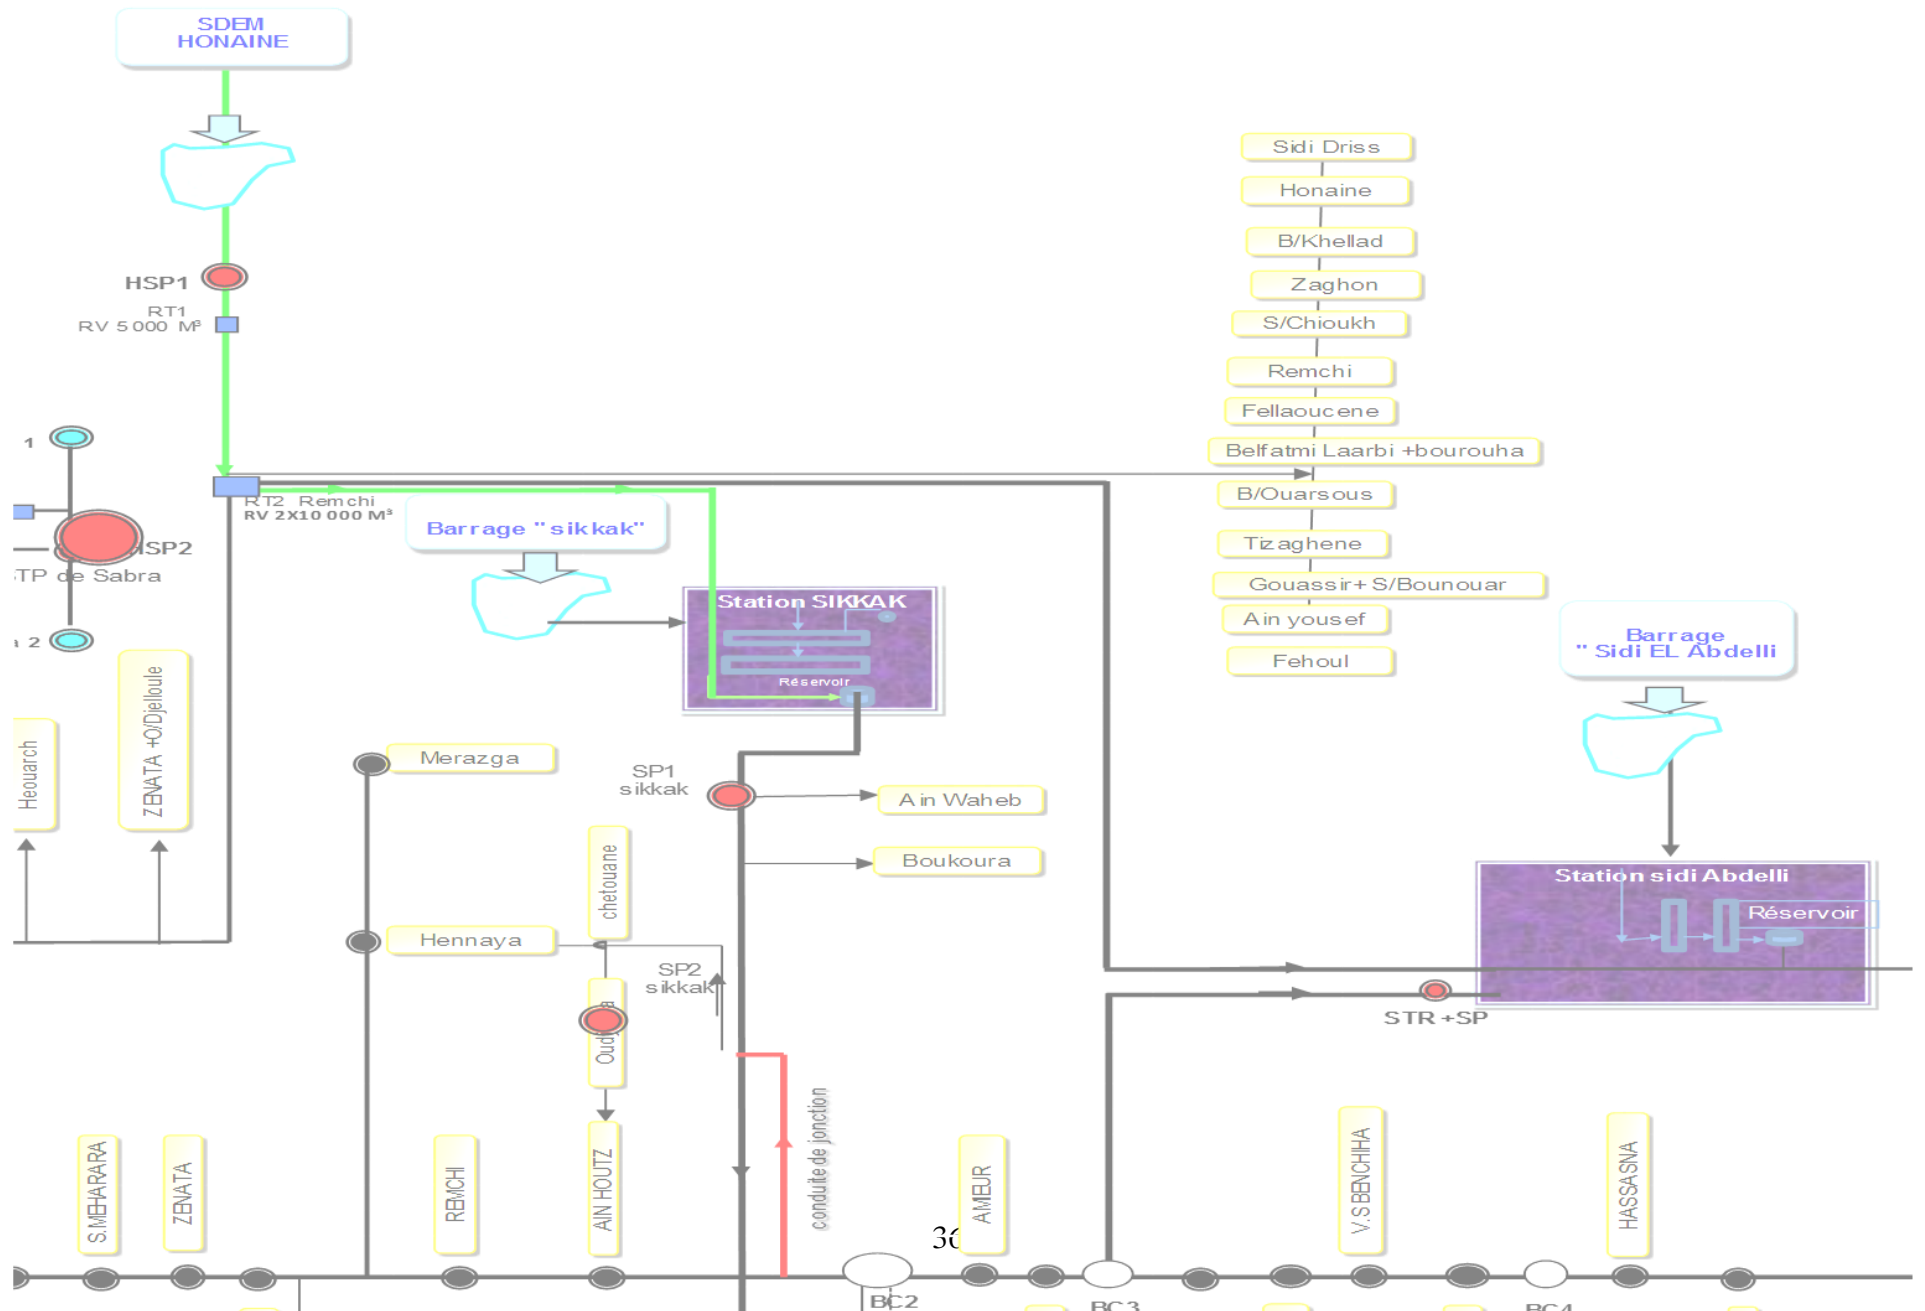 SDEM
HONAINE
HSP1
RT1
RV 5 000 M³
1
HSP2
TP de Sabra
2
RT2 Remchi
RV 2X10 000 M³
Barrage "sikkak"
Station SIKKAK
Réservoir
Sidi Driss
Honaine
B/Khellad
Zaghon
S/Chioukh
Remchi
Fellaoucene
Belfatmi Laarbi +bourouha
B/Ouarsous
Tizaghene
Gouassir+ S/Bounouar
Ain yousef
Fehoul
Barrage
" Sidi EL Abdelli
Heouarch
ZENATA +O/Djelloule
Merazga
SP1
sikkak
Ain Waheb
Boukoura
chetouane
Hennaya
SP2
sikkak
Station sidi Abdelli
Réservoir
STR +SP
conduite de jonction
S.MEHARARA
ZENATA
REMCHI
AIN HOUTZ
AMEUR
V.S BENCHIHA
HASSASNA
BC2
BC3
BC4